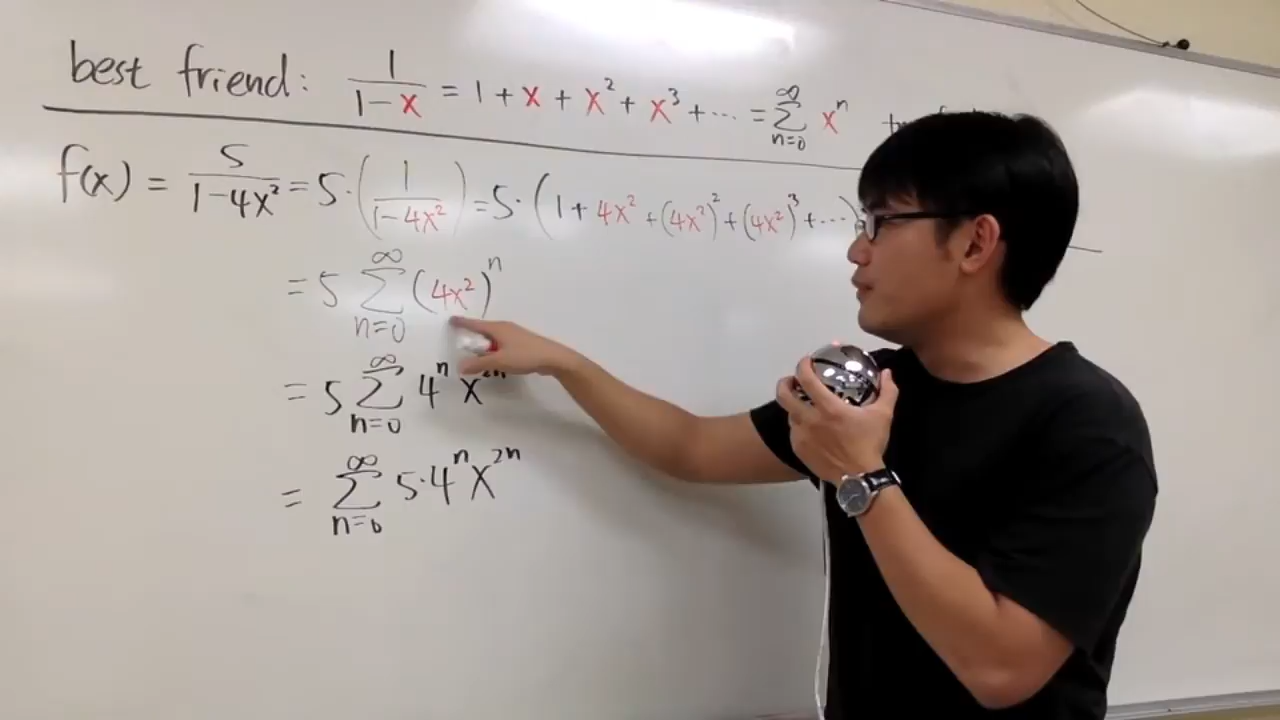 best friend: 1/(1-x) = 1 + x + x² + x³ + ... = ∑_{n=0}^{∞} xⁿ
f(x) = 5/(1-4x²) = 5·(1/(1-4x²)) = 5·(1 + 4x² + (4x²)² + (4x²)³ + ...)
= 5 ∑_{n=0}^{∞} (4x²)ⁿ
= 5 ∑_{n=0}^{∞} 4ⁿ x²ⁿ
= ∑_{n=0}^{∞} 5·4ⁿ x²ⁿ